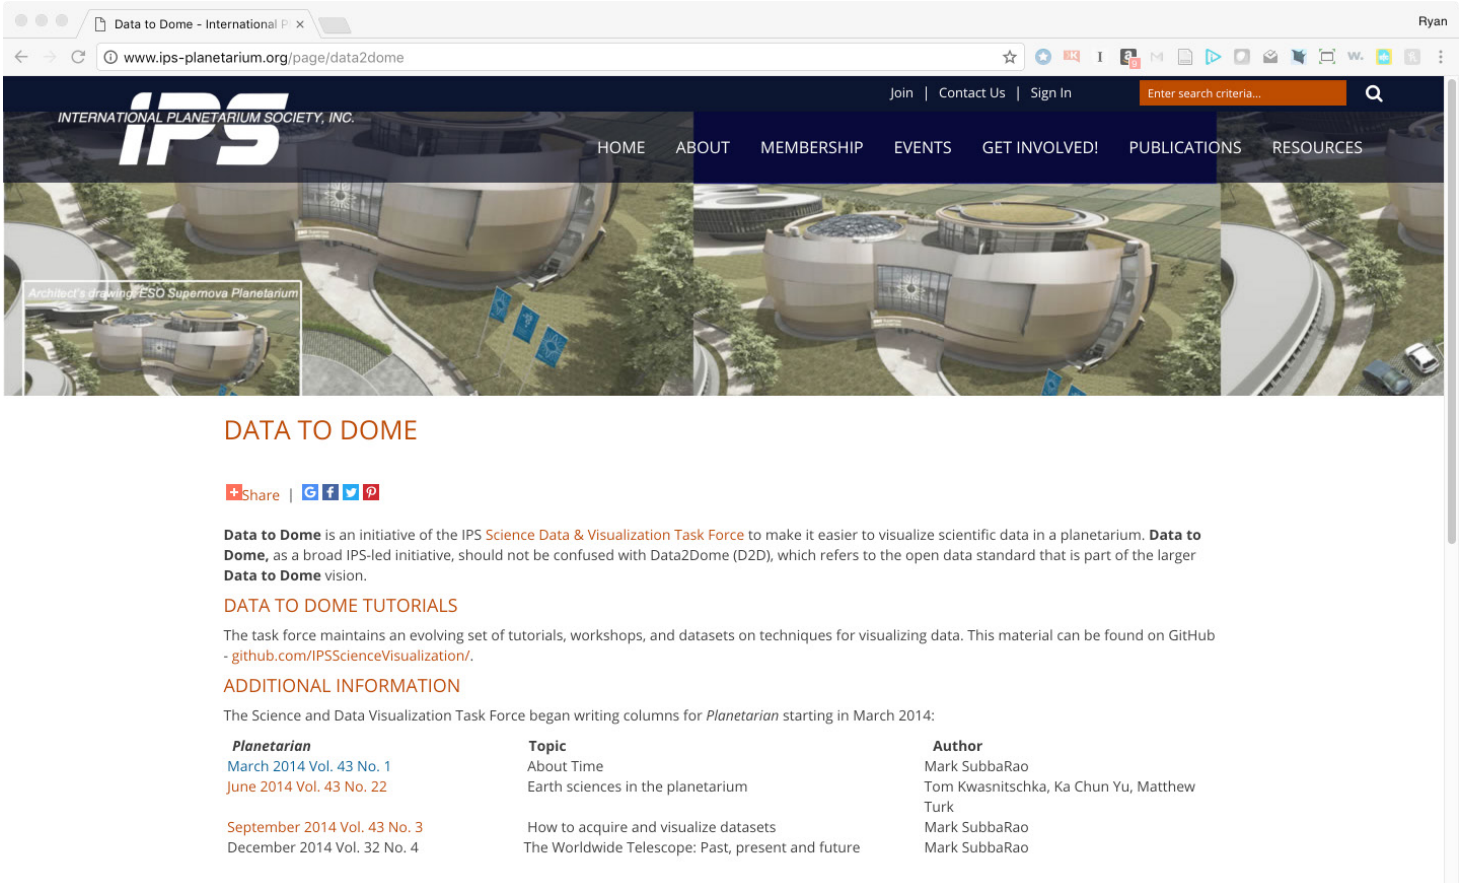 Data to Dome - International P
Ryan
www.ips-planetarium.org/page/data2dome
Join | Contact Us | Sign In
Enter search criteria...
INTERNATIONAL PLANETARIUM SOCIETY, INC.
IPS
HOME ABOUT MEMBERSHIP EVENTS GET INVOLVED! PUBLICATIONS RESOURCES
Architect's drawing: ESO Supernova Planetarium
DATA TO DOME
Share |
Data to Dome is an initiative of the IPS Science Data & Visualization Task Force to make it easier to visualize scientific data in a planetarium. Data to
Dome, as a broad IPS-led initiative, should not be confused with Data2Dome (D2D), which refers to the open data standard that is part of the larger
Data to Dome vision.
DATA TO DOME TUTORIALS
The task force maintains an evolving set of tutorials, workshops, and datasets on techniques for visualizing data. This material can be found on GitHub
- github.com/IPSScienceVisualization/.
ADDITIONAL INFORMATION
The Science and Data Visualization Task Force began writing columns for Planetarian starting in March 2014:
Planetarian Topic Author
March 2014 Vol. 43 No. 1 About Time Mark SubbaRao
June 2014 Vol. 43 No. 22 Earth sciences in the planetarium Tom Kwasnitschka, Ka Chun Yu, Matthew
Turk
September 2014 Vol. 43 No. 3 How to acquire and visualize datasets Mark SubbaRao
December 2014 Vol. 32 No. 4 The Worldwide Telescope: Past, present and future Mark SubbaRao